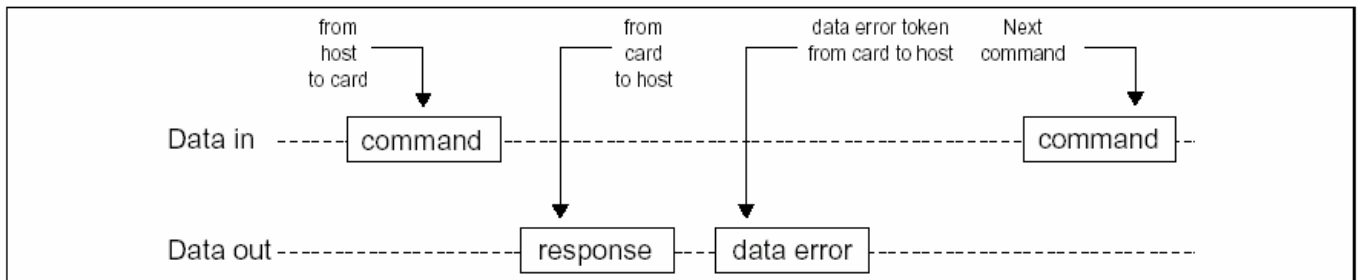 from
host
to card
from
card
to host
data error token
from card to host
Next
command
Data in
command
command
Data out
response
data error